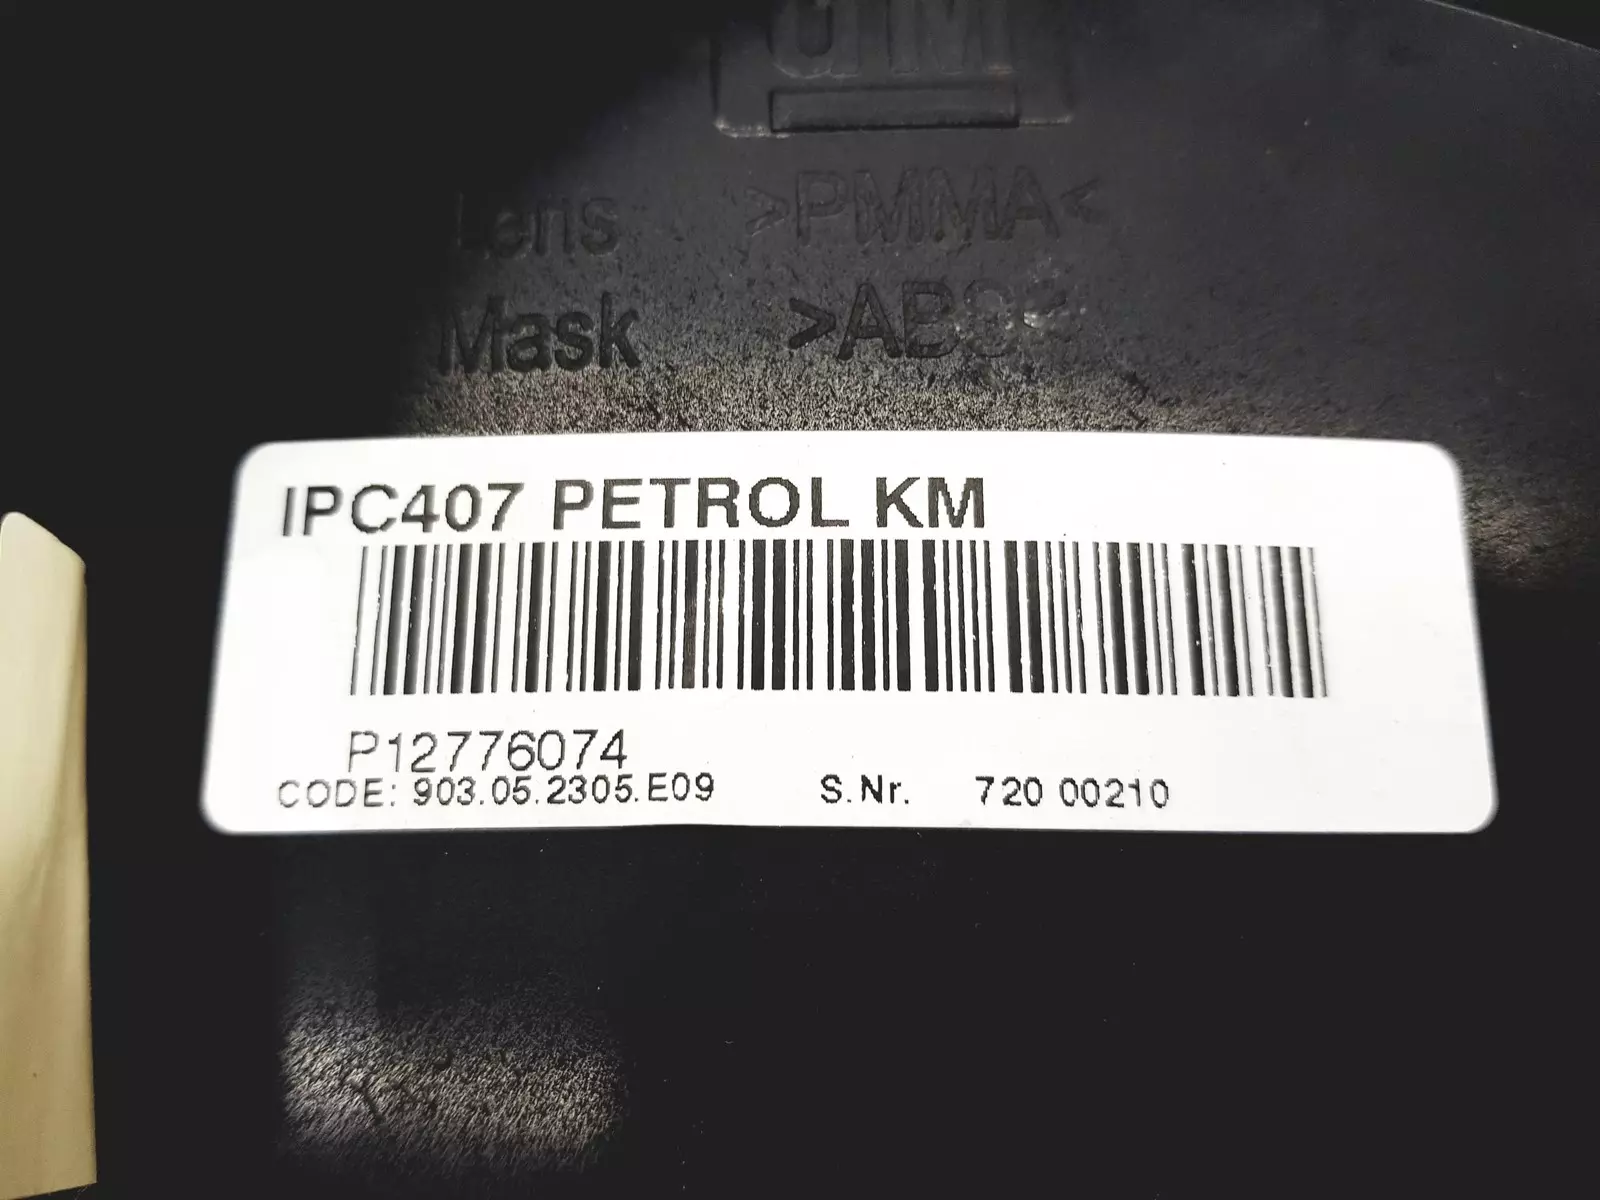 GM
Lens >PMMA<
Mask >ABS<
IPC407 PETROL KM
P12776074
CODE: 903.05.2305.E09 S.Nr. 720 00210